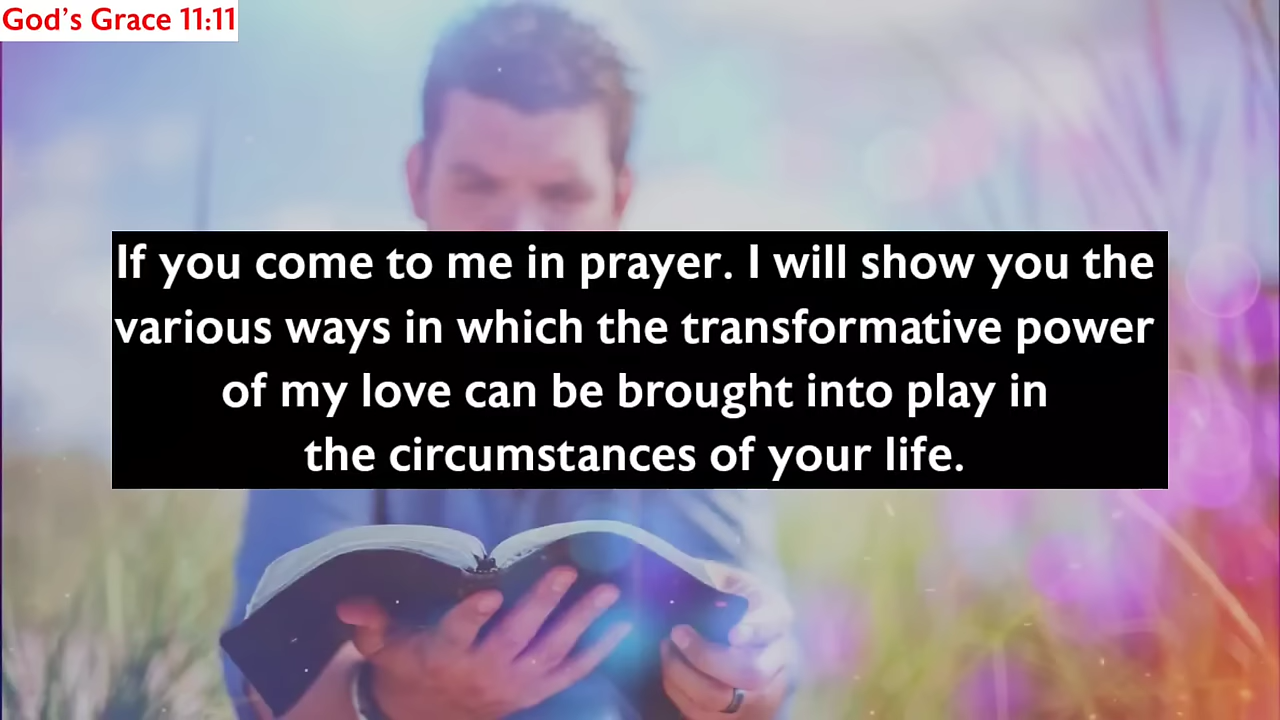 God's Grace 11:11
If you come to me in prayer. I will show you the
various ways in which the transformative power
of my love can be brought into play in
the circumstances of your life.